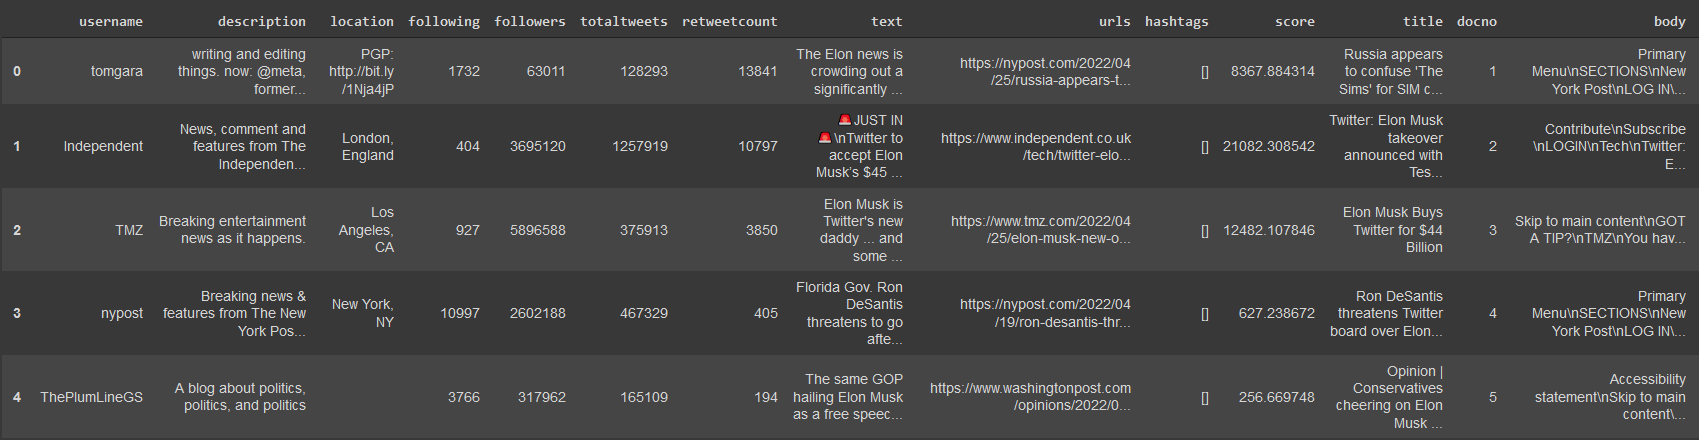 username description location following followers totaltweets retweetcount text urls hashtags score title docno body
writing and editing
things. now: @meta,
former...
PGP:
http://bit.ly
/1Nja4jP
0 tomgara 1732 63011 128293 13841
The Elon news is
crowding out a
significantly ...
https://nypost.com/2022/04
/25/russia-appears-t...
[] 8367.884314
Russia appears
to confuse 'The
Sims' for SIM c...
1
Primary
Menu\nSECTIONS\nNew
York Post\nLOG IN\...
1 Independent
News, comment and
features from The
Independen...
London,
England
404 3695120 1257919 10797
🚨JUST IN
🚨\nTwitter to
accept Elon
Musk's $45 ...
https://www.independent.co.uk
/tech/twitter-elo...
[] 21082.308542
Twitter: Elon Musk
takeover
announced with
Tes...
2
Contribute\nSubscribe
\nLOGIN\nTech\nTwitter:
E...
2 TMZ
Breaking entertainment
news as it happens.
Los
Angeles,
CA
927 5896588 375913 3850
Elon Musk is
Twitter's new
daddy ... and
some ...
https://www.tmz.com/2022/04
/25/elon-musk-new-o...
[] 12482.107846
Elon Musk Buys
Twitter for $44
Billion
3
Skip to main content\nGOT
A TIP?\nTMZ\nYou hav...
3 nypost
Breaking news &
features from The New
York Pos...
New York,
NY
10997 2602188 467329 405
Florida Gov. Ron
DeSantis
threatens to go
afte...
https://nypost.com/2022/04
/19/ron-desantis-thr...
[] 627.238672
Ron DeSantis
threatens Twitter
board over Elon...
4
Primary
Menu\nSECTIONS\nNew
York Post\nLOG IN\...
4 ThePlumLineGS
A blog about politics,
politics, and politics
3766 317962 165109 194
The same GOP
hailing Elon Musk
as a free speec...
https://www.washingtonpost.com
/opinions/2022/0...
[] 256.669748
Opinion |
Conservatives
cheering on Elon
Musk ...
5
Accessibility
statement\nSkip to main
content\...